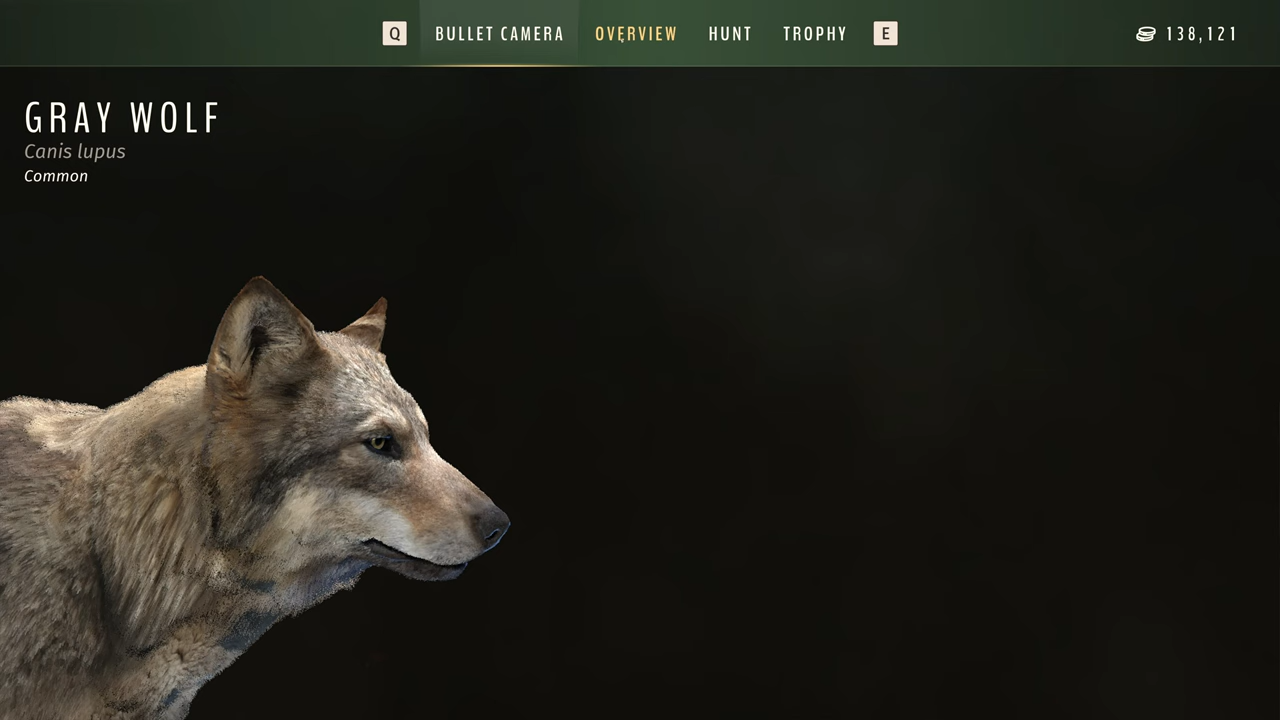 Q BULLET CAMERA OVERVIEW HUNT TROPHY E 138,121
GRAY WOLF
Canis lupus
Common